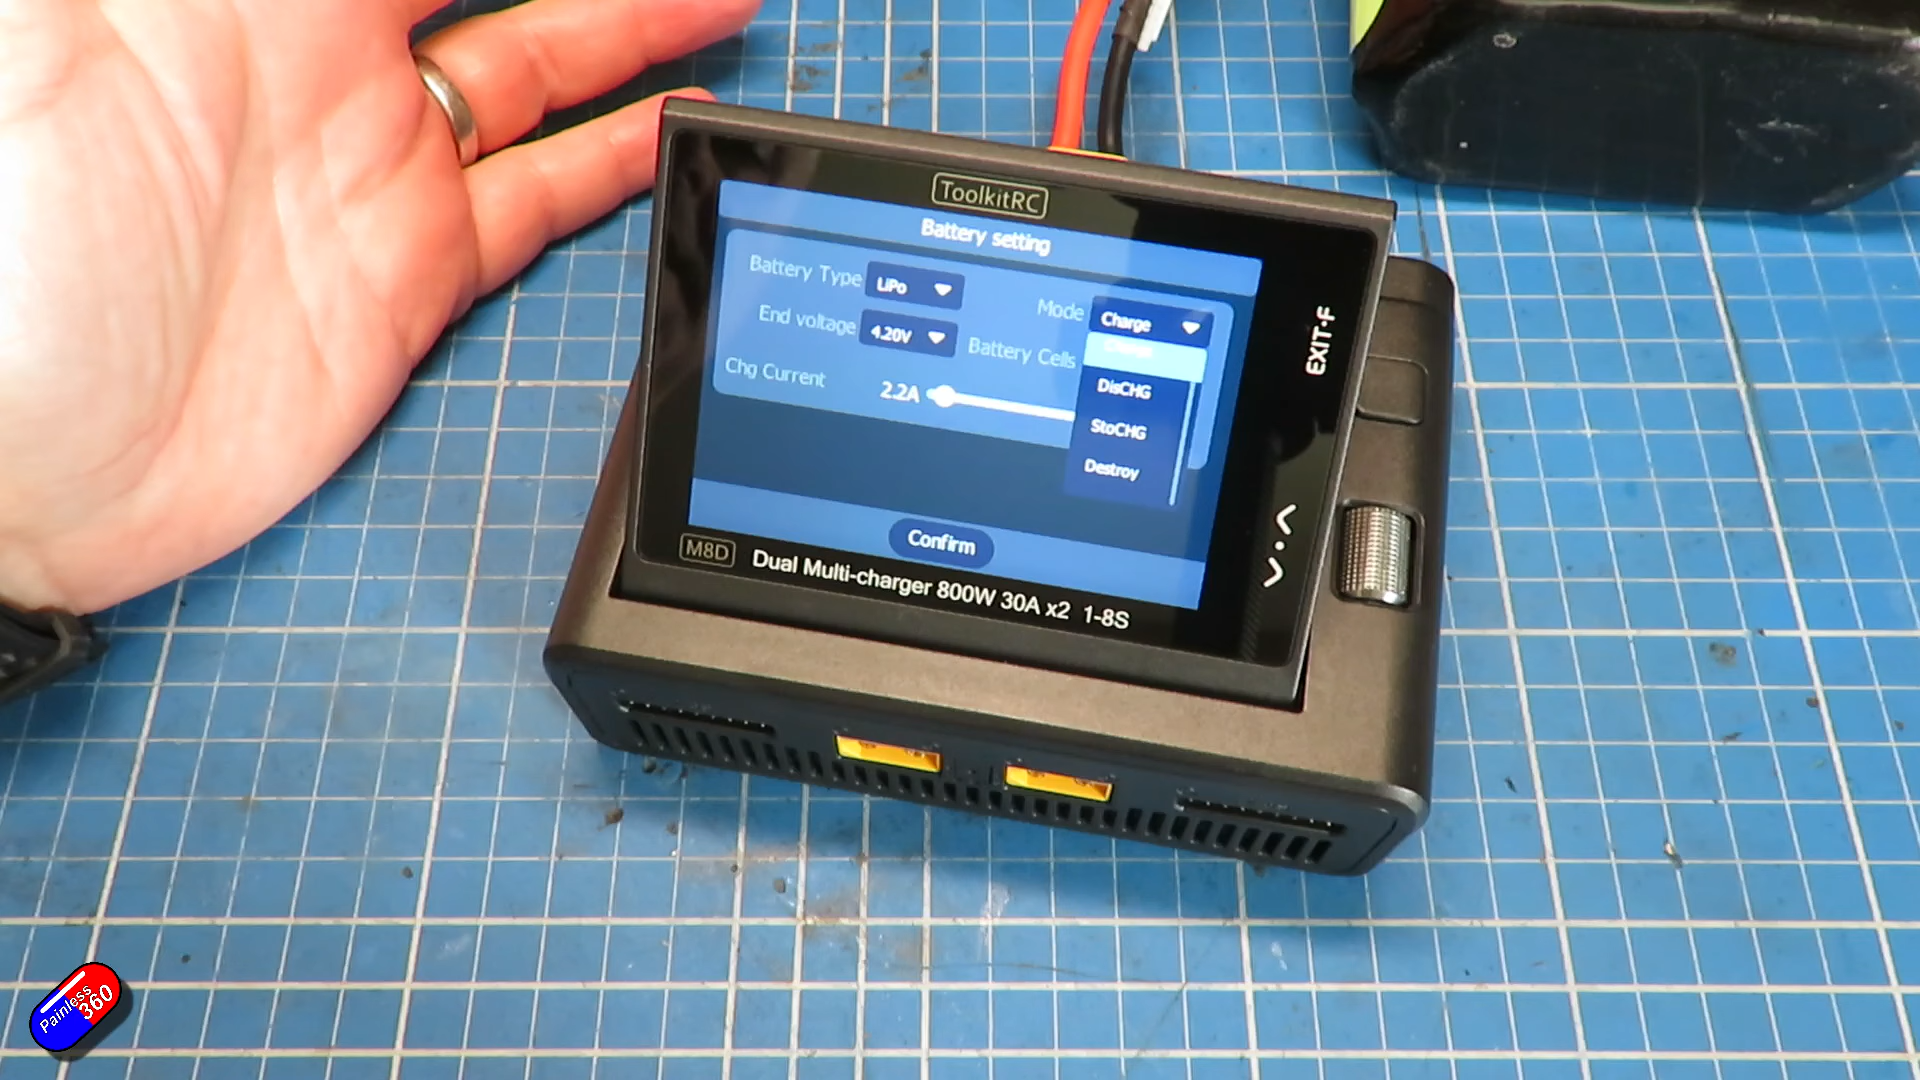 ToolkitRC
Battery setting
Battery Type LiPo
Mode Charge
End voltage 4.20V
Battery Cells
Charge
DisCHG
Chg Current 2.2A
StoCHG
Destroy
Confirm
EXIT·F
M8D Dual Multi-charger 800W 30A x2 1-8S
Painless
360